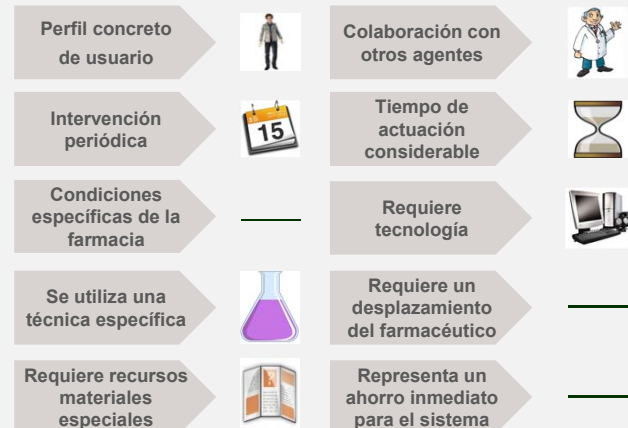 Perfil concreto
de usuario
Colaboración con
otros agentes
Intervención
periódica
15
Tiempo de
actuación
considerable
Condiciones
específicas de la
farmacia
Requiere
tecnología
Se utiliza una
técnica específica
Requiere un
desplazamiento
del farmacéutico
Requiere recursos
materiales
especiales
Representa un
ahorro inmediato
para el sistema